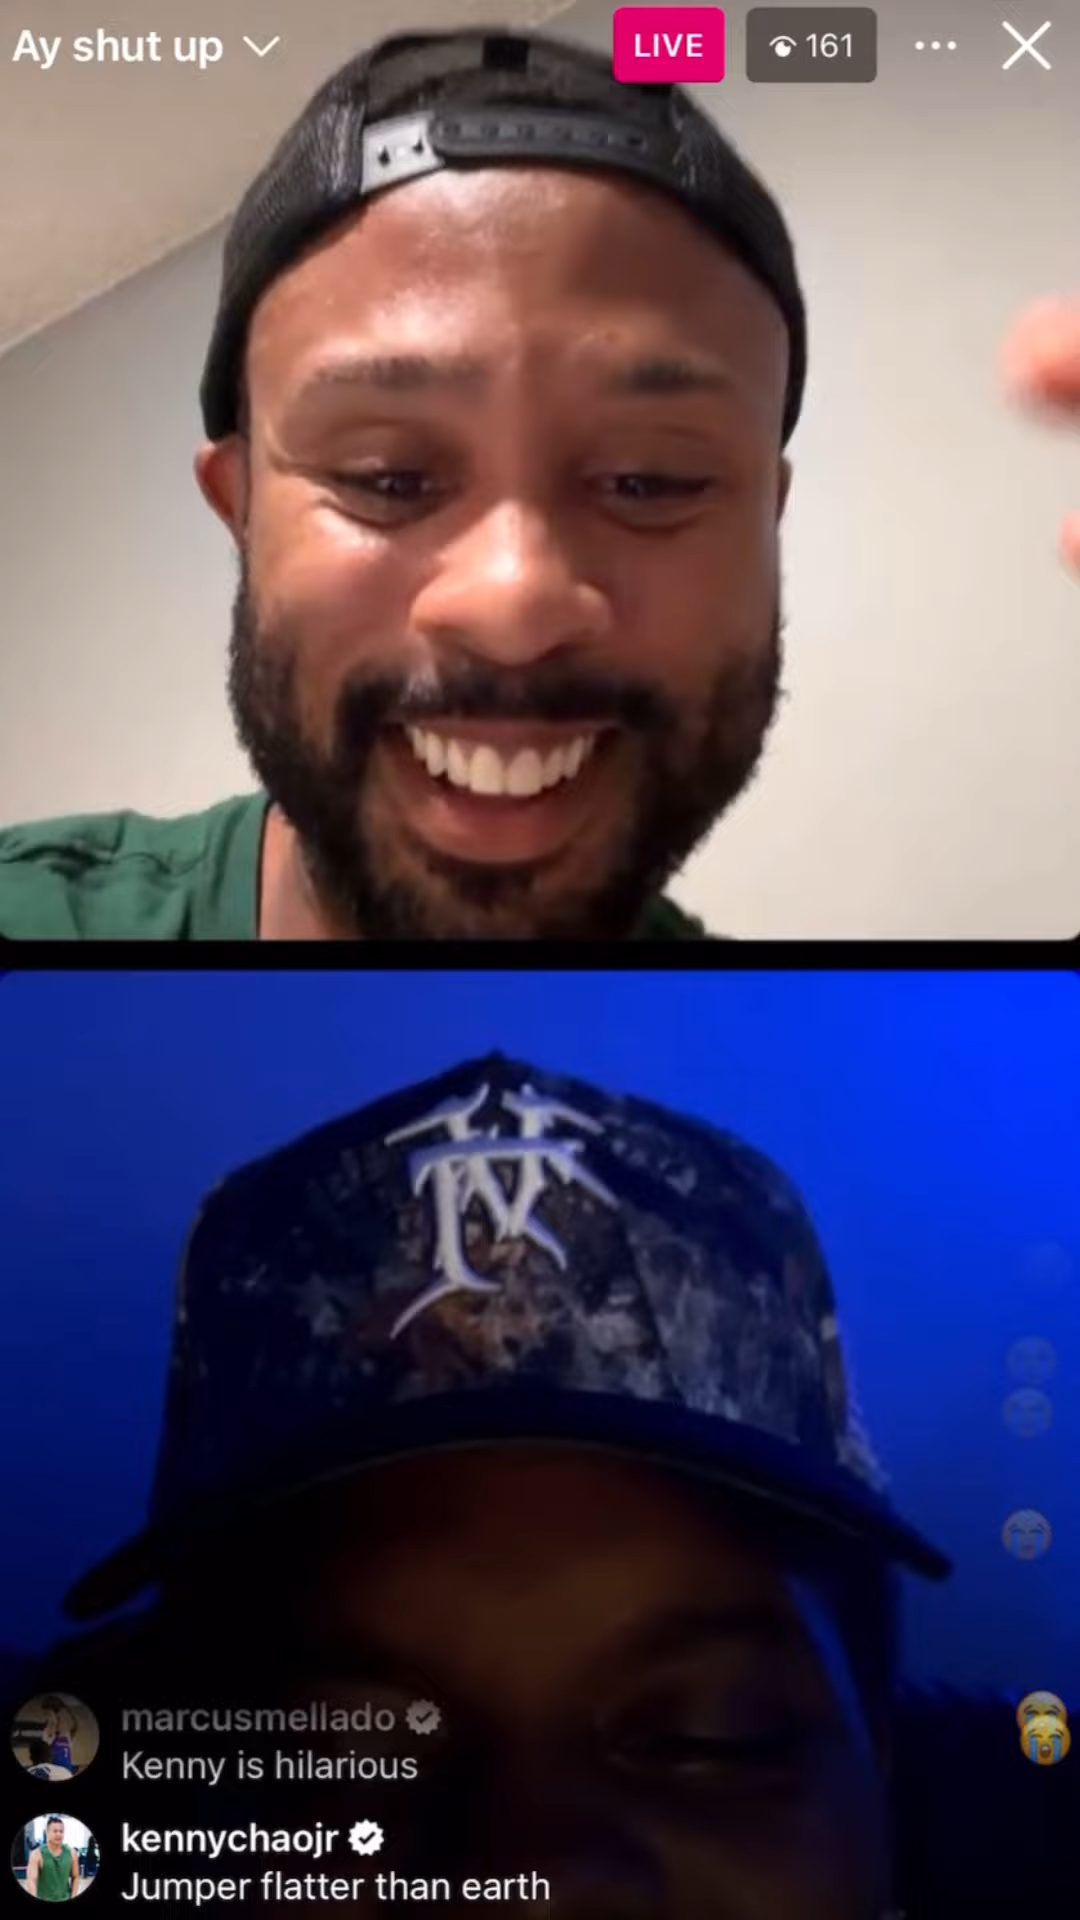 Ay shut up
LIVE
161
marcusmellado
Kenny is hilarious
kennychaojr
Jumper flatter than earth